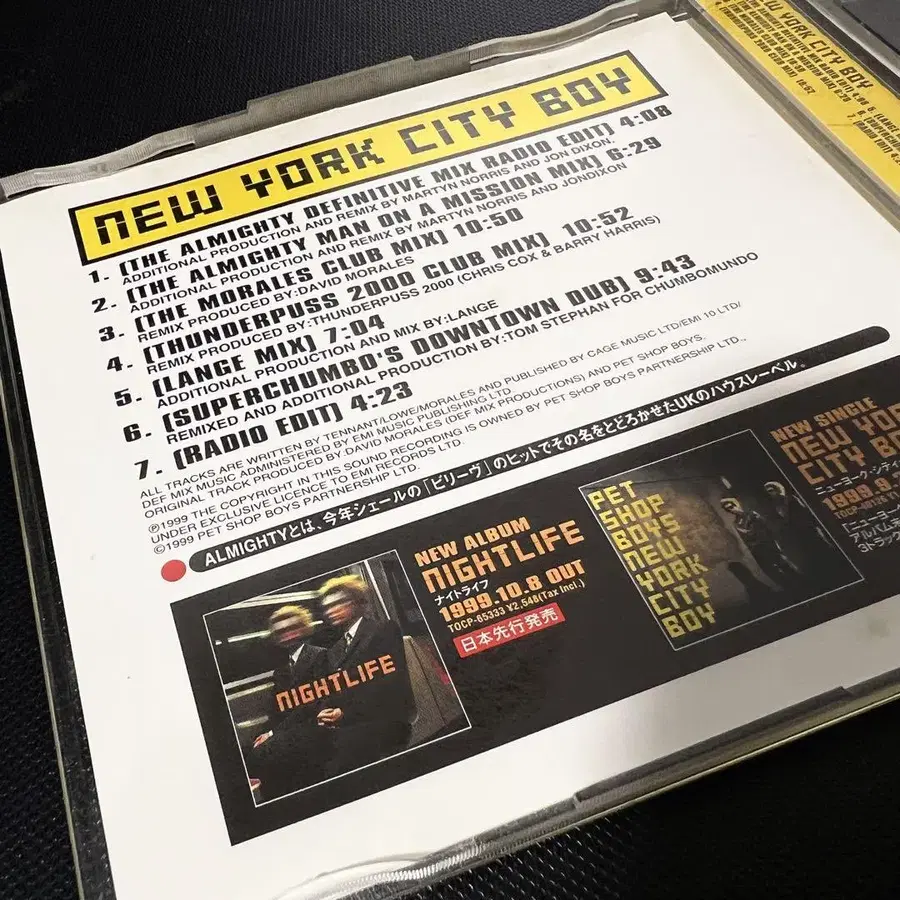 NEW YORK CITY BOY
1. [THE ALMIGHTY DEFINITIVE MIX RADIO EDIT] 4:08
ADDITIONAL PRODUCTION AND REMIX BY MARTYN NORRIS AND JON DIXON.
2. [THE ALMIGHTY MAN ON A MISSION MIX] 6:29
ADDITIONAL PRODUCTION AND REMIX BY MARTYN NORRIS AND JONDIXON
3. [THE MORALES CLUB MIX] 10:50
REMIX PRODUCED BY:DAVID MORALES
4. [THUNDERPUSS 2000 CLUB MIX] 10:52
REMIX PRODUCED BY:THUNDERPUSS 2000 (CHRIS COX & BARRY HARRIS)
5. [LANGE MIX] 7:04
ADDITIONAL PRODUCTION AND MIX BY:LANGE
6. [SUPERCHUMBO'S DOWNTOWN DUB] 9:43
REMIXED AND ADDITIONAL PRODUCTION BY:TOM STEPHAN FOR CHUMBOMUNDO
7. [RADIO EDIT] 4:23
ALL TRACKS ARE WRITTEN BY TENNANT/LOWE/MORALES AND PUBLISHED BY CAGE MUSIC LTD/EMI 10 LTD/
DEF MIX MUSIC ADMINISTERED BY EMI MUSIC PUBLISHING LTD
ORIGINAL TRACK PRODUCED BY:DAVID MORALES (DEF MIX PRODUCTIONS) AND PET SHOP BOYS.
℗1999 THE COPYRIGHT IN THIS SOUND RECORDING IS OWNED BY PET SHOP BOYS PARTNERSHIP LTD.,
UNDER EXCLUSIVE LICENCE TO EMI RECORDS LTD.
©1999 PET SHOP BOYS PARTNERSHIP LTD.
ALMIGHTYとは、今年シェールの「ビリーヴ」のヒットでその名をとどろかせたUKのハウスレーベル。
NIGHTLIFE
NEW ALBUM
NIGHTLIFE
ナイトライフ
1999.10.8 OUT
TOCP-65333 ¥2,548(Tax Incl.)
日本先行発売
PET
SHOP
BOYS
NEW
YORK
CITY
BOY
NEW SINGLE
NEW YORK
CITY BOY
ニューヨーク・シティ
1999.9.
アルバム
3トラック
NEW YORK CITY BOY